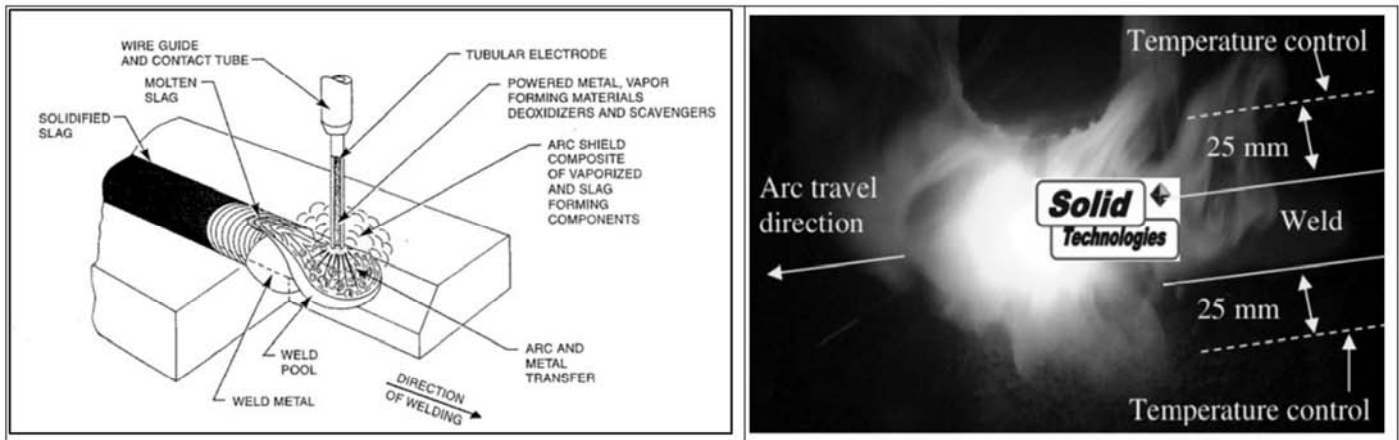 WIRE GUIDE
AND CONTACT TUBE
MOLTEN
SLAG
SOLIDIFIED
SLAG
TUBULAR ELECTRODE
POWERED METAL, VAPOR
FORMING MATERIALS
DEOXIDIZERS AND SCAVENGERS
ARC SHIELD
COMPOSITE
OF VAPORIZED
AND SLAG
FORMING
COMPONENTS
ARC AND
METAL
TRANSFER
WELD
POOL
WELD METAL
DIRECTION
OF WELDING
Temperature control
25 mm
Arc travel
direction
Solid
Technologies
Weld
25 mm
Temperature control